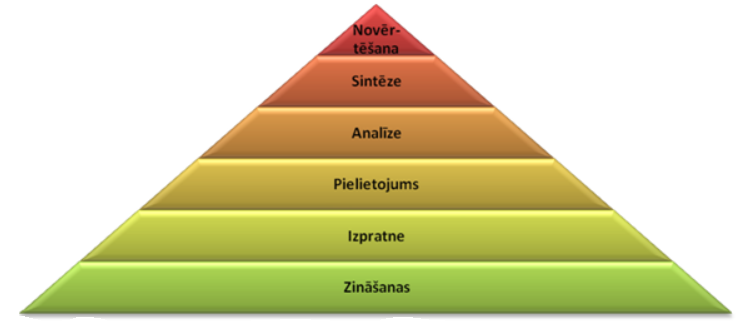 Novēr-
tēšana
Sintēze
Analīze
Pielietojums
Izpratne
Zināšanas